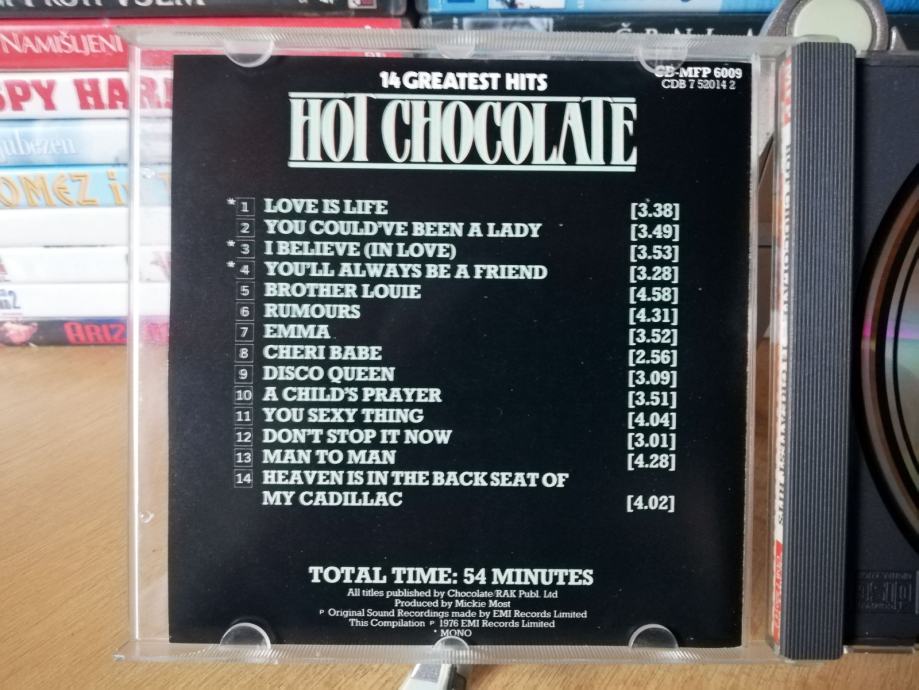 NAMIŠLJENI
SPY HARD
ljubezen
14 GREATEST HITS
CD-MFP 6009
CDB 7 52014 2
HOT CHOCOLATE
* 1 LOVE IS LIFE [3.38]
2 YOU COULD'VE BEEN A LADY [3.49]
* 3 I BELIEVE (IN LOVE) [3.53]
* 4 YOU'LL ALWAYS BE A FRIEND [3.28]
5 BROTHER LOUIE [4.58]
6 RUMOURS [4.31]
7 EMMA [3.52]
8 CHERI BABE [2.56]
9 DISCO QUEEN [3.09]
10 A CHILD'S PRAYER [3.51]
11 YOU SEXY THING [4.04]
12 DON'T STOP IT NOW [3.01]
13 MAN TO MAN [4.28]
14 HEAVEN IS IN THE BACK SEAT OF
MY CADILLAC [4.02]
TOTAL TIME: 54 MINUTES
All titles published by Chocolate/RAK Publ. Ltd
Produced by Mickie Most
℗ Original Sound Recordings made by EMI Records Limited
This Compilation ℗ 1976 EMI Records Limited
* MONO